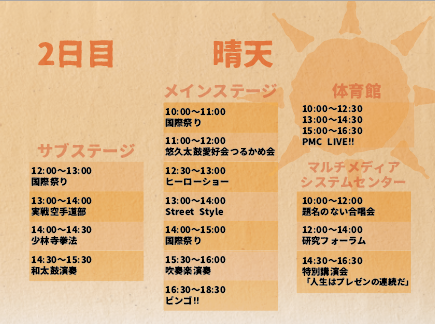 2日目
晴天
サブステージ
12:00〜13:00
国際祭り
13:00〜14:00
実戦空手道部
14:00〜14:30
少林寺拳法
14:30〜15:30
和太鼓演奏
メインステージ
10:00〜11:00
国際祭り
11:00〜12:00
悠久太鼓愛好会つるかめ会
12:30〜13:00
ヒーローショー
13:00〜14:00
Street Style
14:00〜15:00
国際祭り
15:30〜16:00
吹奏楽演奏
16:30〜18:30
ビンゴ!!
体育館
10:00〜12:30
13:00〜14:30
15:00〜16:30
PMC LIVE!!
マルチメディア
システムセンター
10:00〜12:00
題名のない合唱会
12:00〜14:00
研究フォーラム
14:30〜16:30
特別講演会
「人生はプレゼンの連続だ」